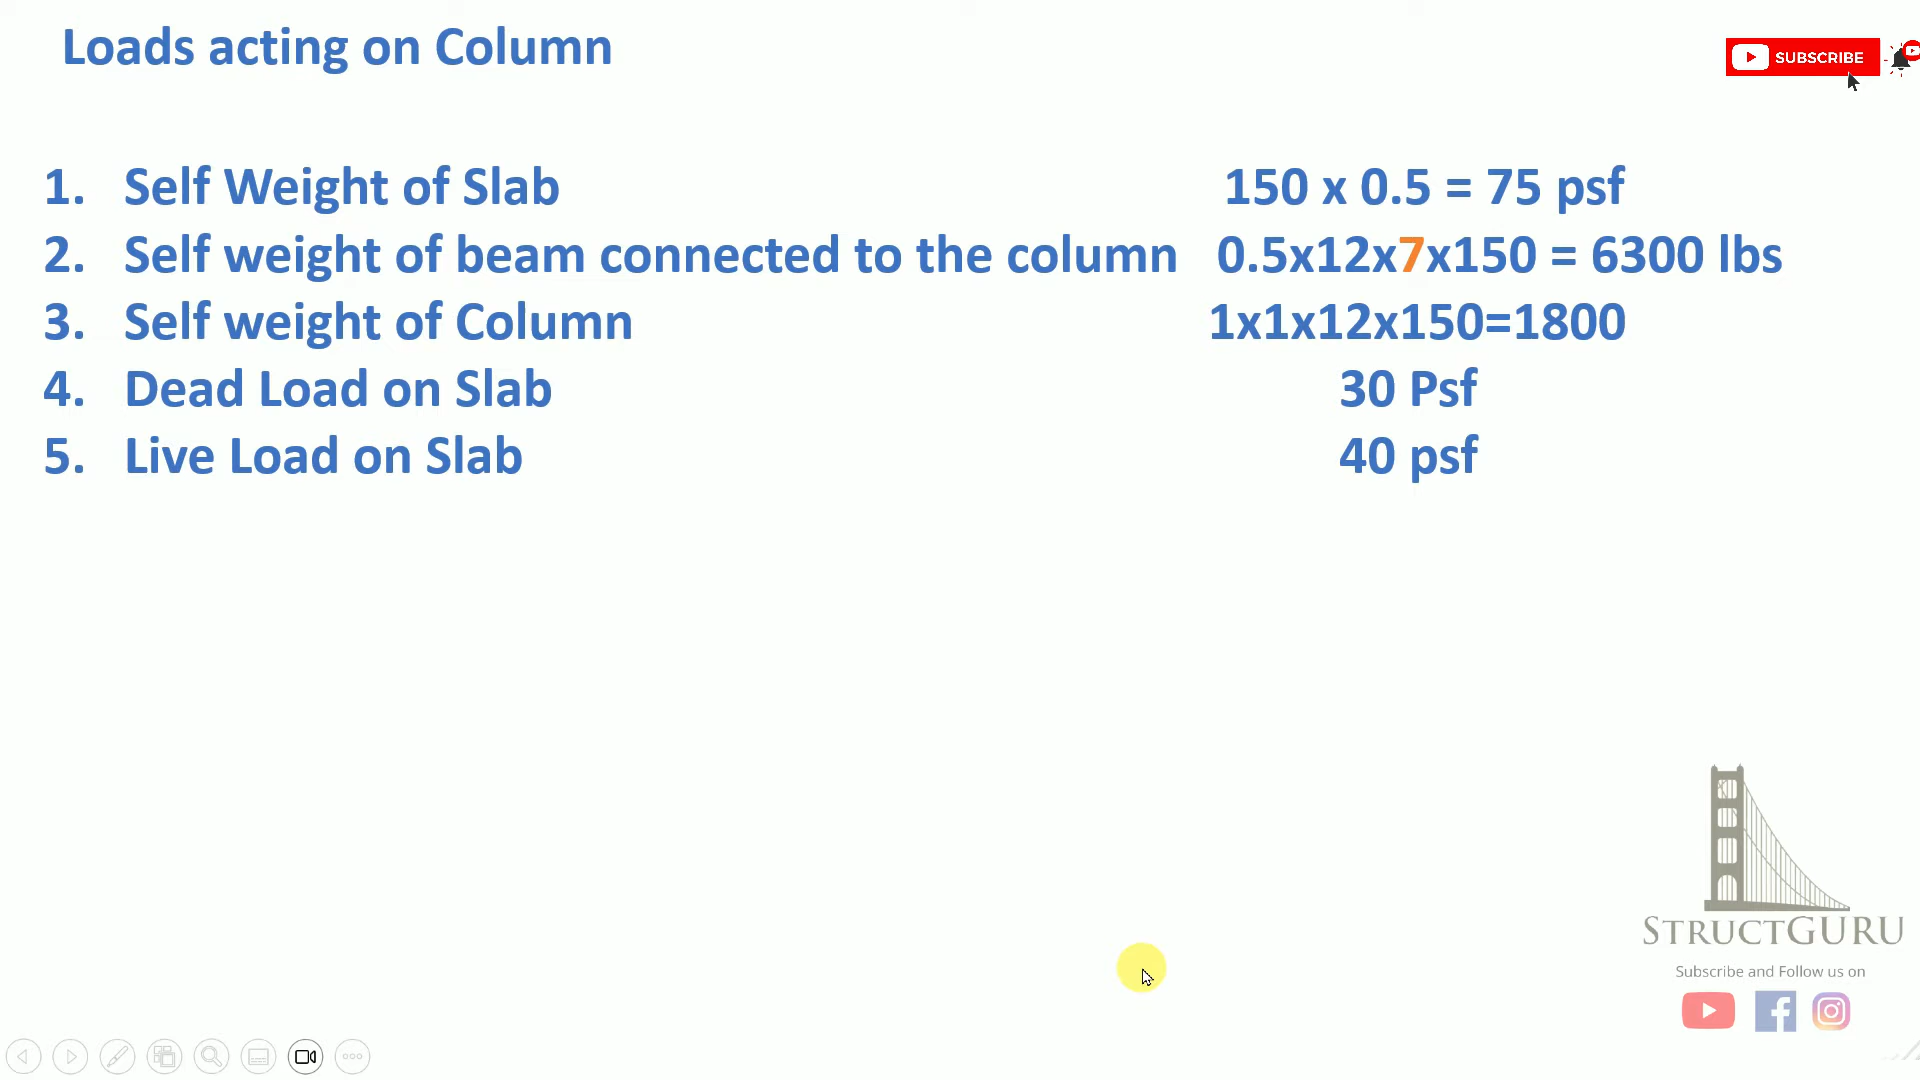 Loads acting on Column
SUBSCRIBE
1. Self Weight of Slab 150 x 0.5 = 75 psf
2. Self weight of beam connected to the column 0.5x12x7x150 = 6300 lbs
3. Self weight of Column 1x1x12x150=1800
4. Dead Load on Slab 30 Psf
5. Live Load on Slab 40 psf
STRUCTGURU
Subscribe and Follow us on